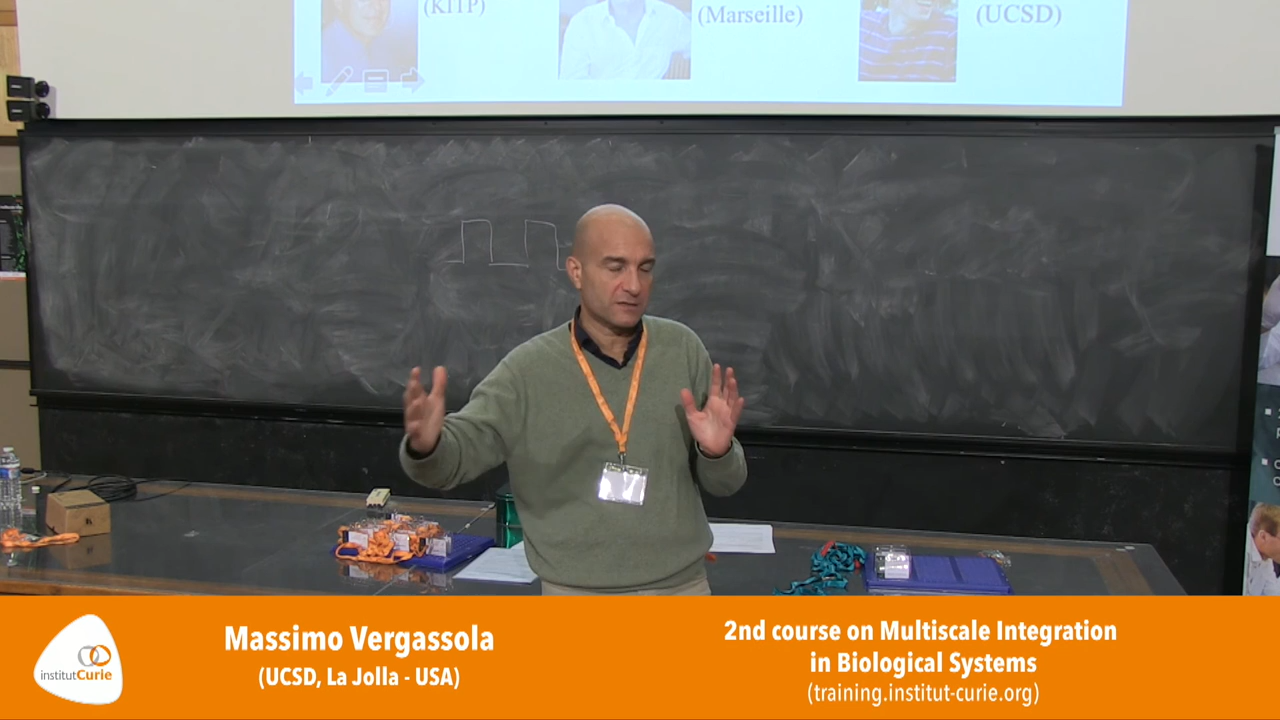 (KITP)
(Marseille)
(UCSD)
institutCurie
Massimo Vergassola
(UCSD, La Jolla - USA)
2nd course on Multiscale Integration
in Biological Systems
(training.institut-curie.org)